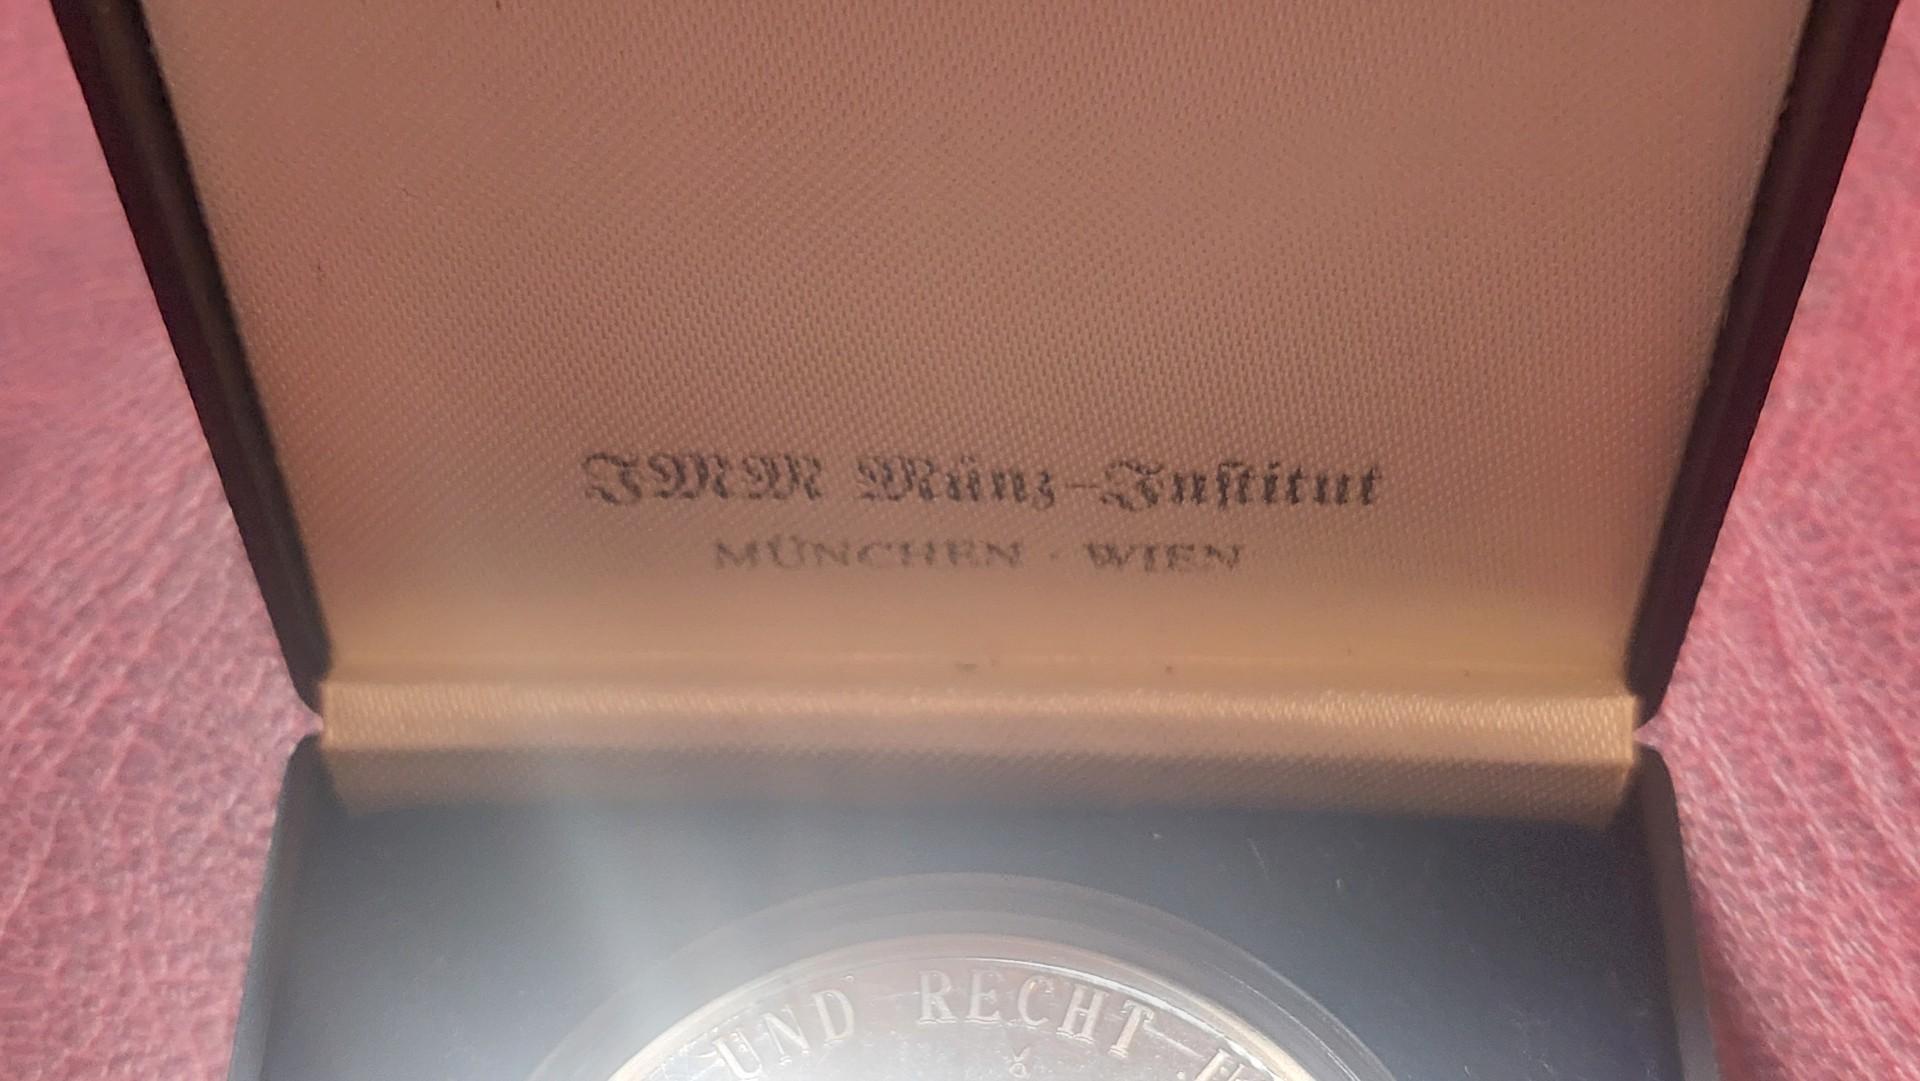 IMM Münz-Institut
MÜNCHEN · WIEN
UND RECHT